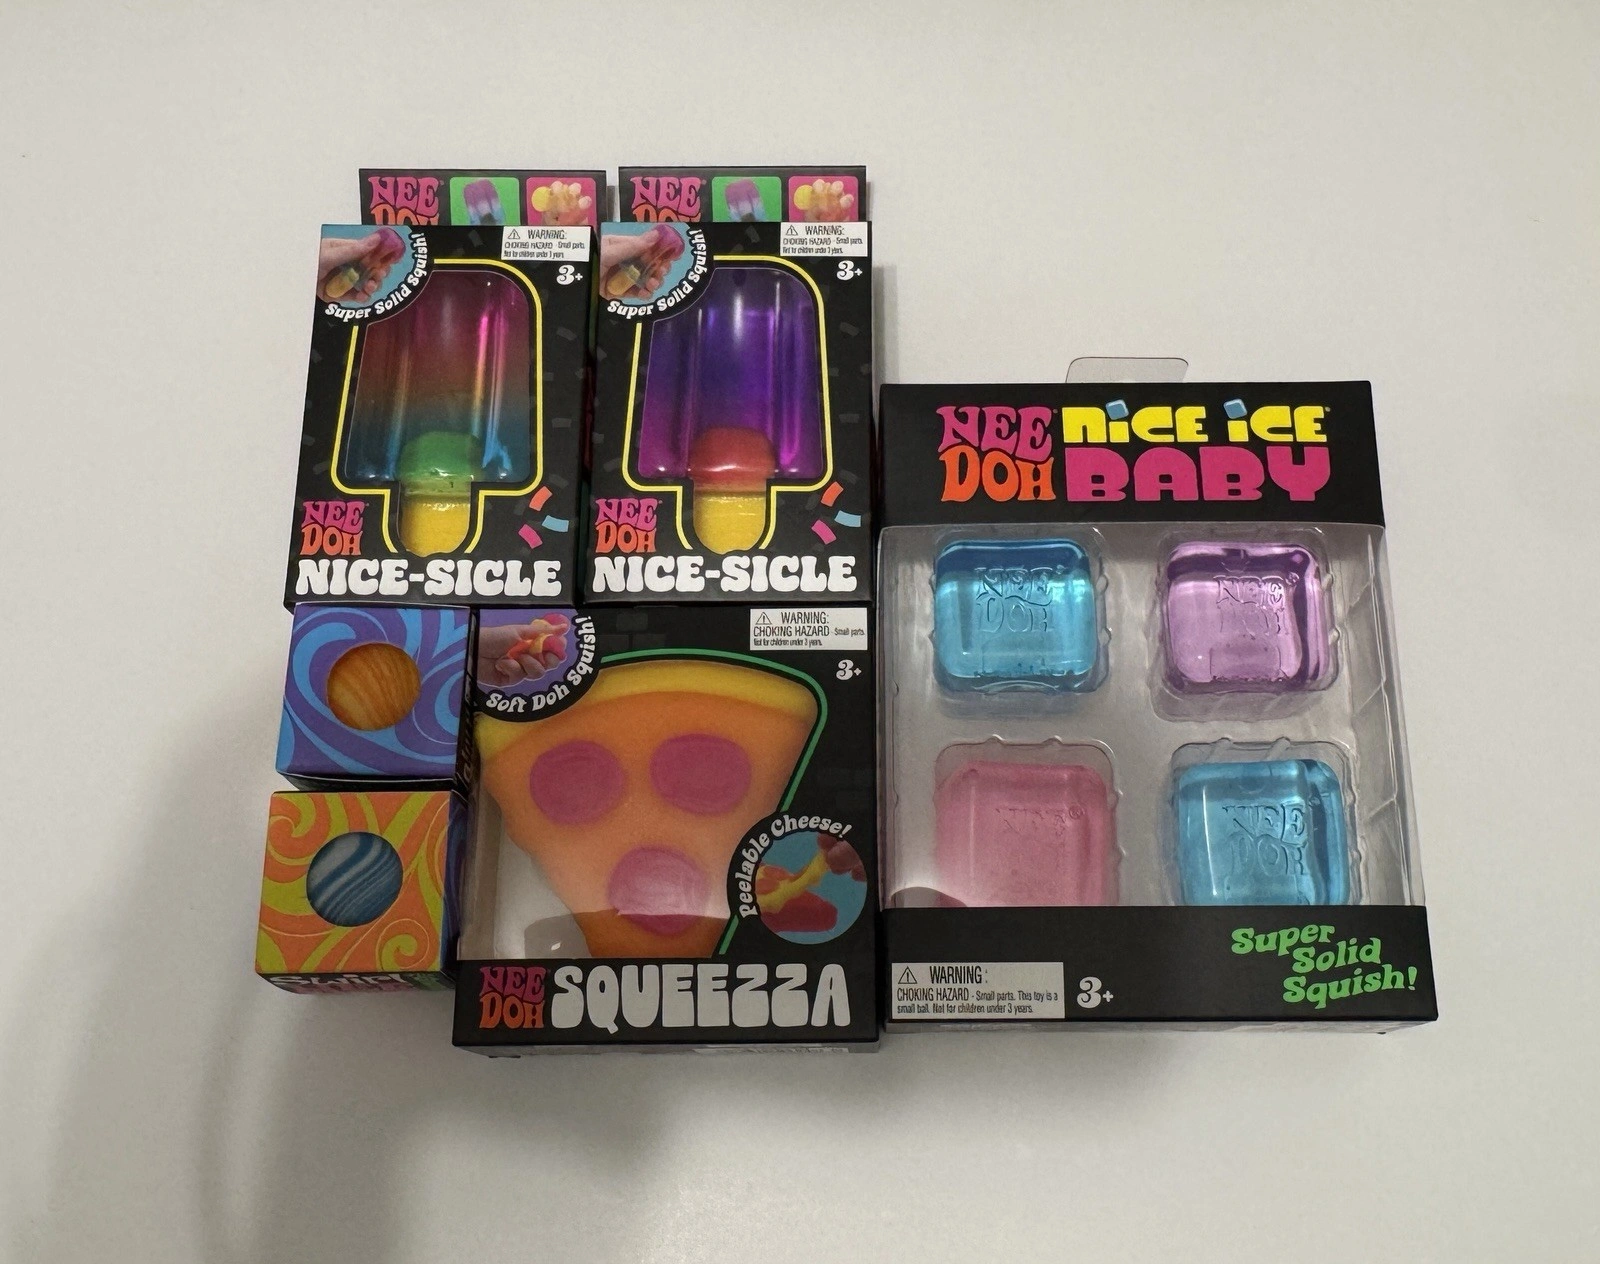 NEE
DOH
NEE
DOH
Super Solid Squish!
WARNING:
CHOKING HAZARD - Small parts.
Not for children under 3 years.
3+
NEE
DOH
NICE-SICLE
Super Solid Squish!
WARNING:
CHOKING HAZARD - Small parts.
Not for children under 3 years.
3+
NEE
DOH
NICE-SICLE
NEE NICE ICE
DOH BABY
NEE
DOH
NEE
DOH
NEE
NEE
DOH
Super
Solid
Squish!
WARNING:
CHOKING HAZARD - Small parts. This toy is a
small ball. Not for children under 3 years.
3+
Soft Doh Squish!
WARNING:
CHOKING HAZARD - Small parts.
Not for children under 3 years.
3+
Peelable Cheese!
NEE
DOH
SQUEEZZA